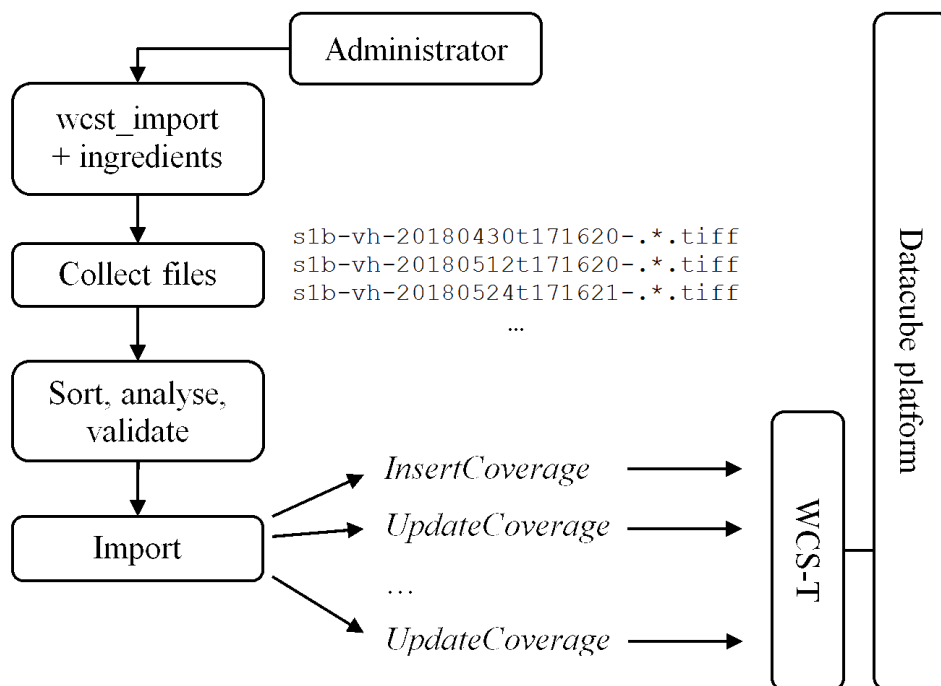 Administrator
wcst_import
+ ingredients
Collect files
s1b-vh-20180430t171620-.*.tiff
s1b-vh-20180512t171620-.*.tiff
s1b-vh-20180524t171621-.*.tiff
...
Sort, analyse,
validate
Import
InsertCoverage
UpdateCoverage
...
UpdateCoverage
WCS-T
Datacube platform